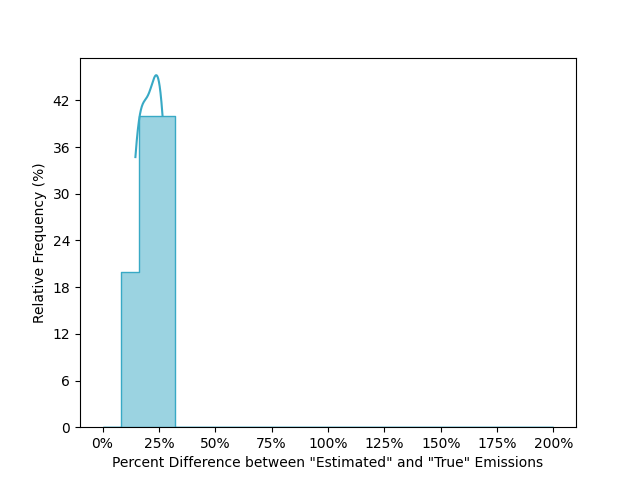 42
36
30
24
18
12
6
0
Relative Frequency (%)
0% 25% 50% 75% 100% 125% 150% 175% 200%
Percent Difference between "Estimated" and "True" Emissions